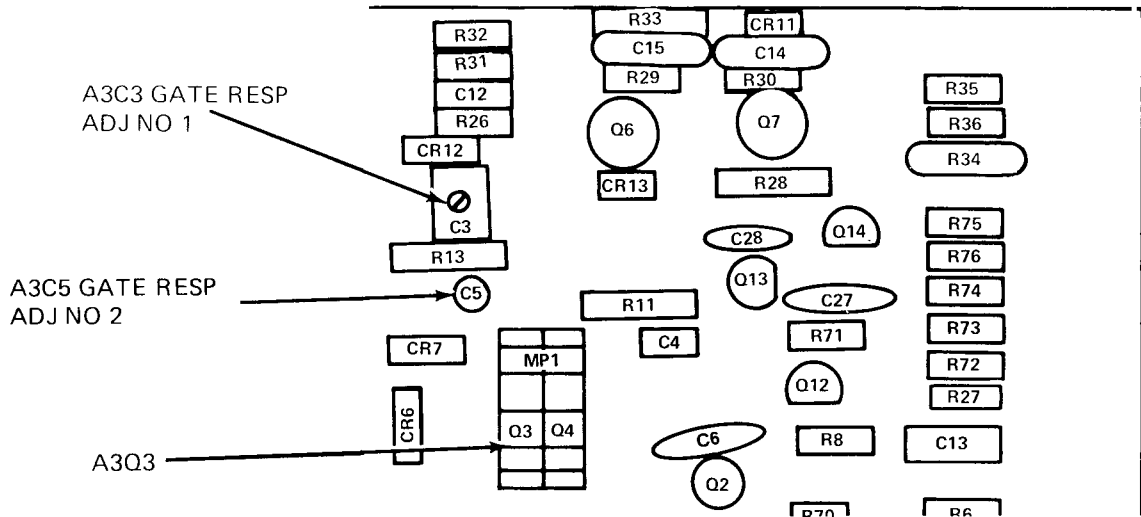 R33
CR11
R32
C15
C14
R31
R29
R30
A3C3 GATE RESP
ADJ NO 1
C12
R35
R26
Q6
Q7
R36
CR12
R34
CR13
R28
C3
R75
Q14
C28
R13
R76
A3C5 GATE RESP
ADJ NO 2
C5
Q13
R74
R11
C27
CR7
MP1
C4
R71
R73
R72
Q12
CR6
R27
Q3
Q4
C6
R8
C13
A3Q3
Q2
R70
R6